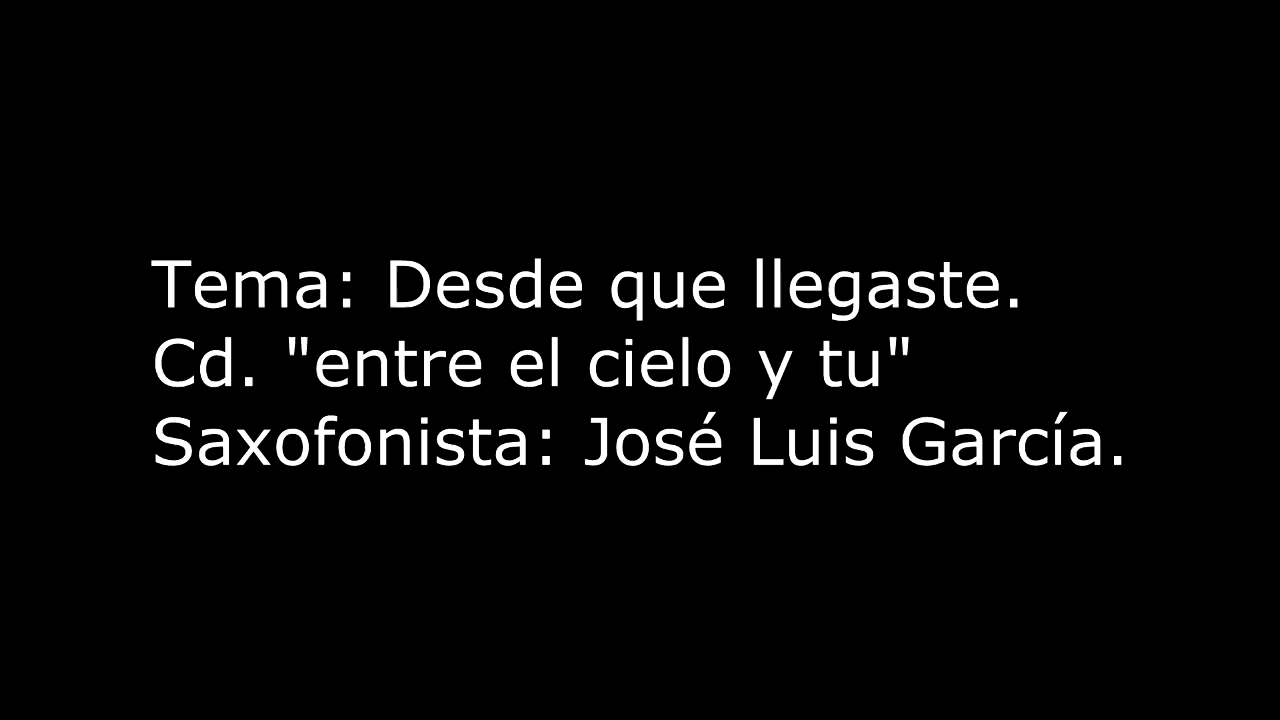 Tema: Desde que llegaste.
Cd. "entre el cielo y tu"
Saxofonista: José Luis García.